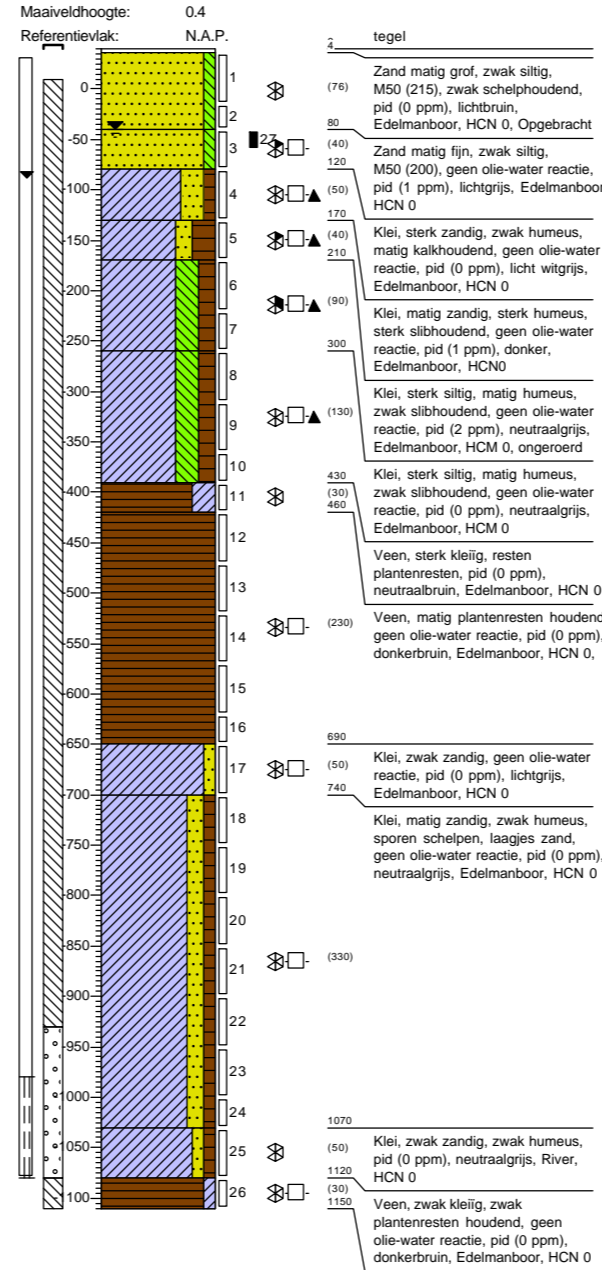 Maaiveldhoogte: 0.4
Referentievlak: N.A.P.
0
-50
-100
-150
-200
-250
-300
-350
-400
-450
-500
-550
-600
-650
-700
-750
-800
-850
-900
-950
1000
1050
100
1
2
3
4
5
6
7
8
9
10
11
12
13
14
15
16
17
18
19
20
21
22
23
24
25
26
27
tegel
4
(76)
Zand matig grof, zwak siltig,
M50 (215), zwak schelphoudend,
pid (0 ppm), lichtbruin,
Edelmanboor, HCN 0, Opgebracht
80
(40)
Zand matig fijn, zwak siltig,
M50 (200), geen olie-water reactie,
pid (1 ppm), lichtgrijs, Edelmanboor
HCN 0
120
(50)
Klei, sterk zandig, zwak humeus,
matig kalkhoudend, geen olie-water
reactie, pid (0 ppm), licht witgrijs,
Edelmanboor, HCN 0
170
(40)
Klei, matig zandig, sterk humeus,
sterk slibhoudend, geen olie-water
reactie, pid (1 ppm), donker,
Edelmanboor, HCN0
210
(90)
Klei, sterk siltig, matig humeus,
zwak slibhoudend, geen olie-water
reactie, pid (2 ppm), neutraalgrijs,
Edelmanboor, HCM 0, ongeroerd
300
(130)
Klei, sterk siltig, matig humeus,
zwak slibhoudend, geen olie-water
reactie, pid (0 ppm), neutraalgrijs,
Edelmanboor, HCM 0
430
(30)
Veen, sterk kleiïg, resten
plantenresten, pid (0 ppm),
neutraalbruin, Edelmanboor, HCN 0
460
(230)
Veen, matig plantenresten houdend
geen olie-water reactie, pid (0 ppm),
donkerbruin, Edelmanboor, HCN 0,
690
(50)
Klei, zwak zandig, geen olie-water
reactie, pid (0 ppm), lichtgrijs,
Edelmanboor, HCN 0
740
(330)
Klei, matig zandig, zwak humeus,
sporen schelpen, laagjes zand,
geen olie-water reactie, pid (0 ppm),
neutraalgrijs, Edelmanboor, HCN 0
1070
(50)
Klei, zwak zandig, zwak humeus,
pid (0 ppm), neutraalgrijs, River,
HCN 0
1120
(30)
1150
Veen, zwak kleiïg, zwak
plantenresten houdend, geen
olie-water reactie, pid (0 ppm),
donkerbruin, Edelmanboor, HCN 0